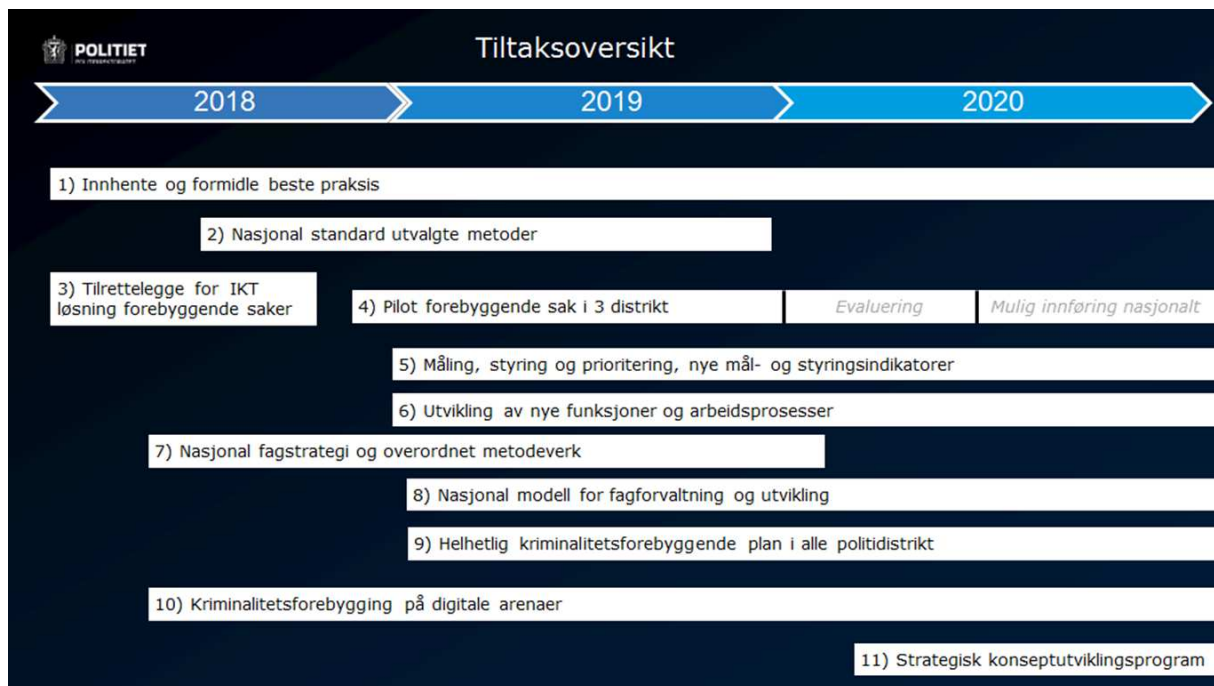 POLITIET
Tiltaksoversikt
2018
2019
2020
1) Innhente og formidle beste praksis
2) Nasjonal standard utvalgte metoder
3) Tilrettelegge for IKT
løsning forebyggende saker
4) Pilot forebyggende sak i 3 distrikt
Evaluering
Mulig innføring nasjonalt
5) Måling, styring og prioritering, nye mål- og styringsindikatorer
6) Utvikling av nye funksjoner og arbeidsprosesser
7) Nasjonal fagstrategi og overordnet metodeverk
8) Nasjonal modell for fagforvaltning og utvikling
9) Helhetlig kriminalitetsforebyggende plan i alle politidistrikt
10) Kriminalitetsforebygging på digitale arenaer
11) Strategisk konseptutviklingsprogram